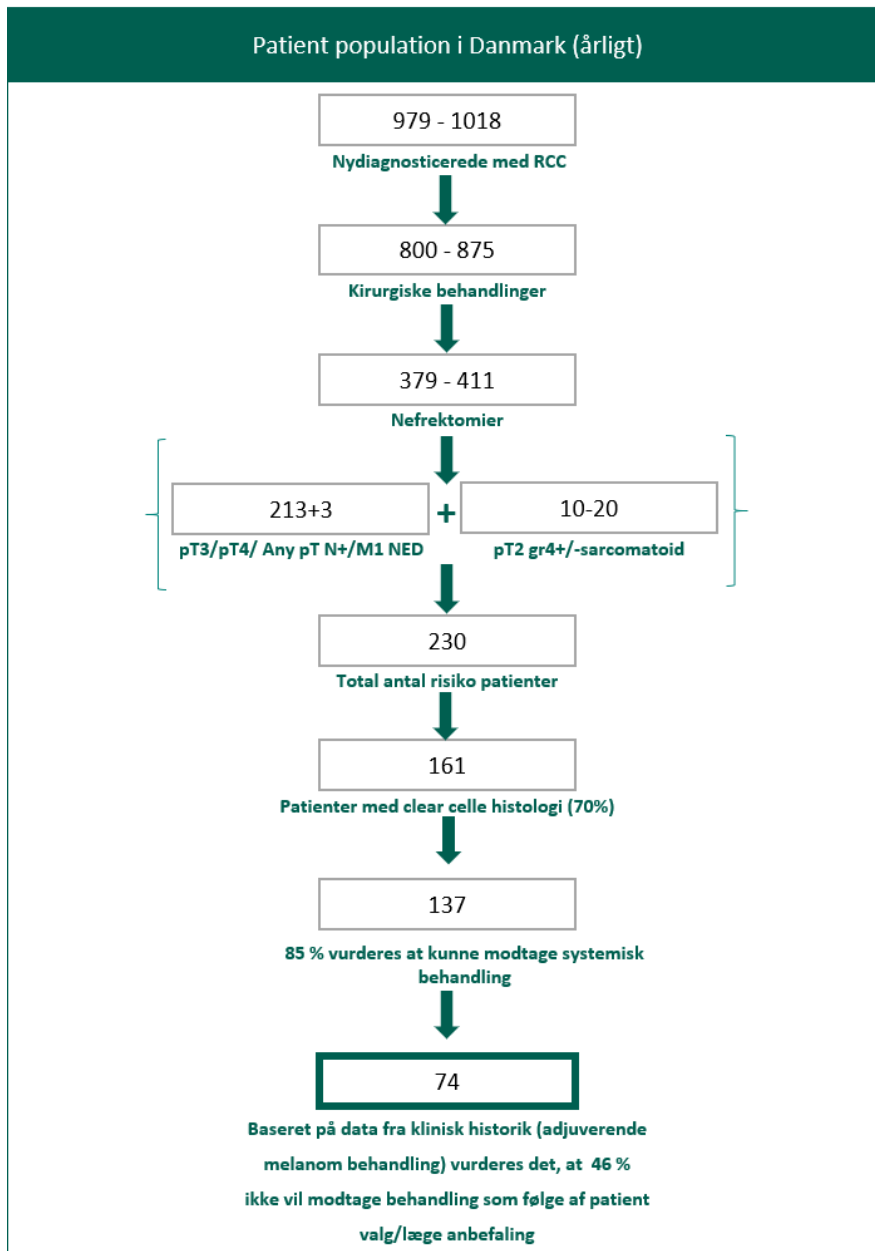 Patient population i Danmark (årligt)
979 - 1018
Nydiagnosticerede med RCC
800 - 875
Kirurgiske behandlinger
379 - 411
Nefrektomier
213+3
+
10-20
pT3/pT4/ Any pT N+/M1 NED
pT2 gr4+/-sarcomatoid
230
Total antal risiko patienter
161
Patienter med clear celle histologi (70%)
137
85 % vurderes at kunne modtage systemisk
behandling
74
Baseret på data fra klinisk historik (adjuverende
melanom behandling) vurderes det, at 46 %
ikke vil modtage behandling som følge af patient
valg/læge anbefaling